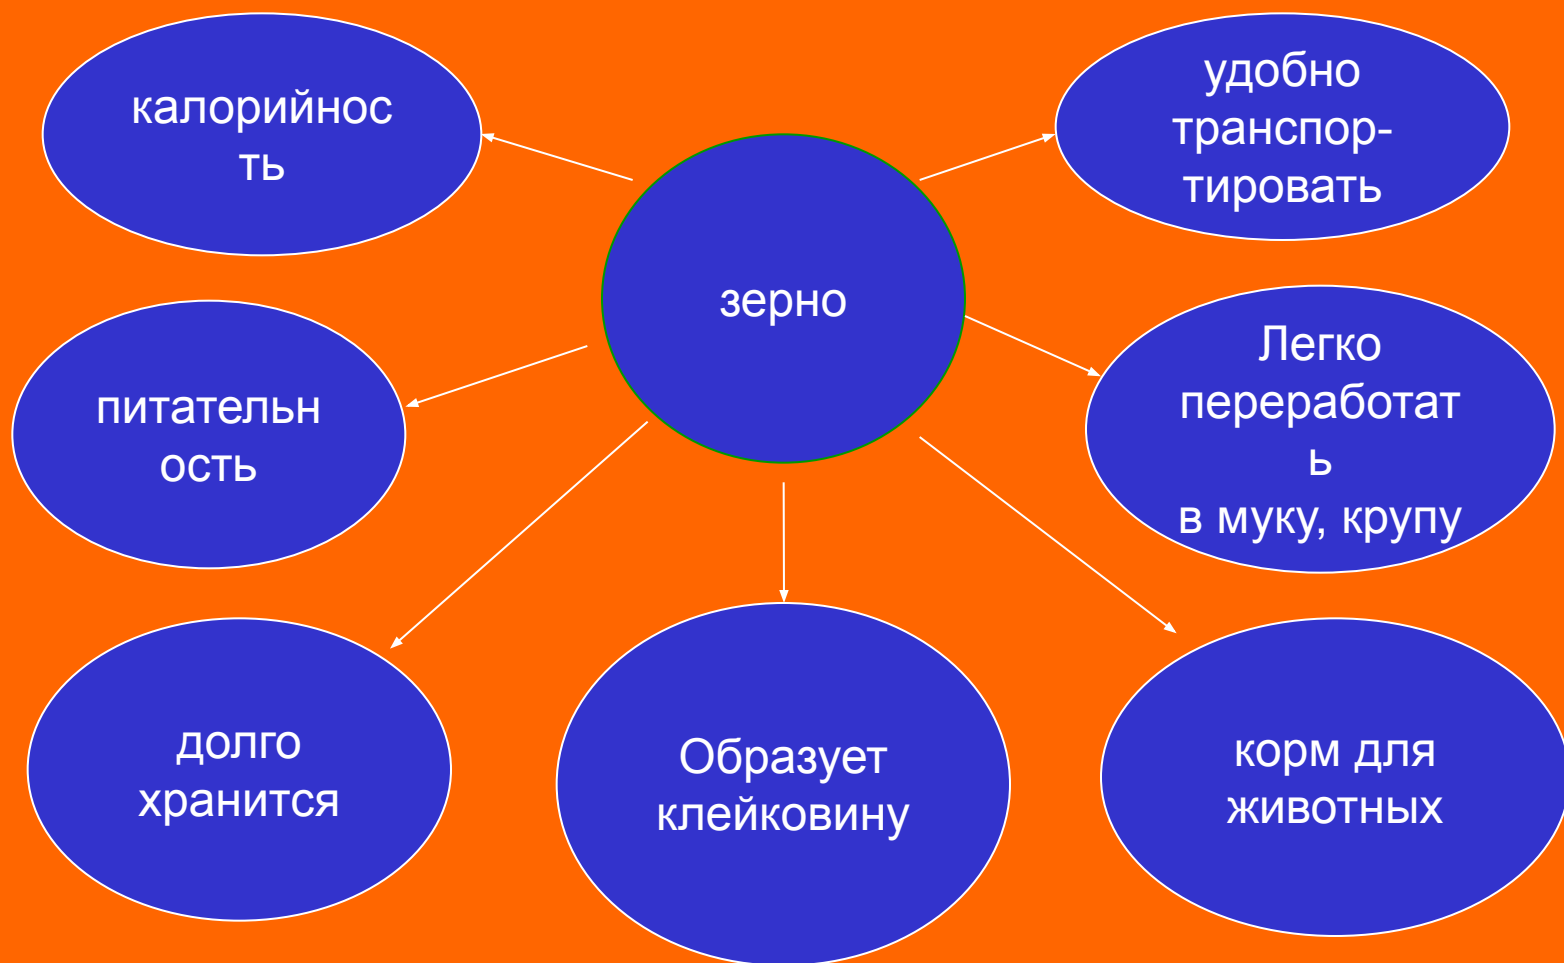 калорийнос
ть
удобно
транспор-
тировать
зерно
питательн
ость
Легко
переработат
ь
в муку, крупу
долго
хранится
Образует
клейковину
корм для
животных